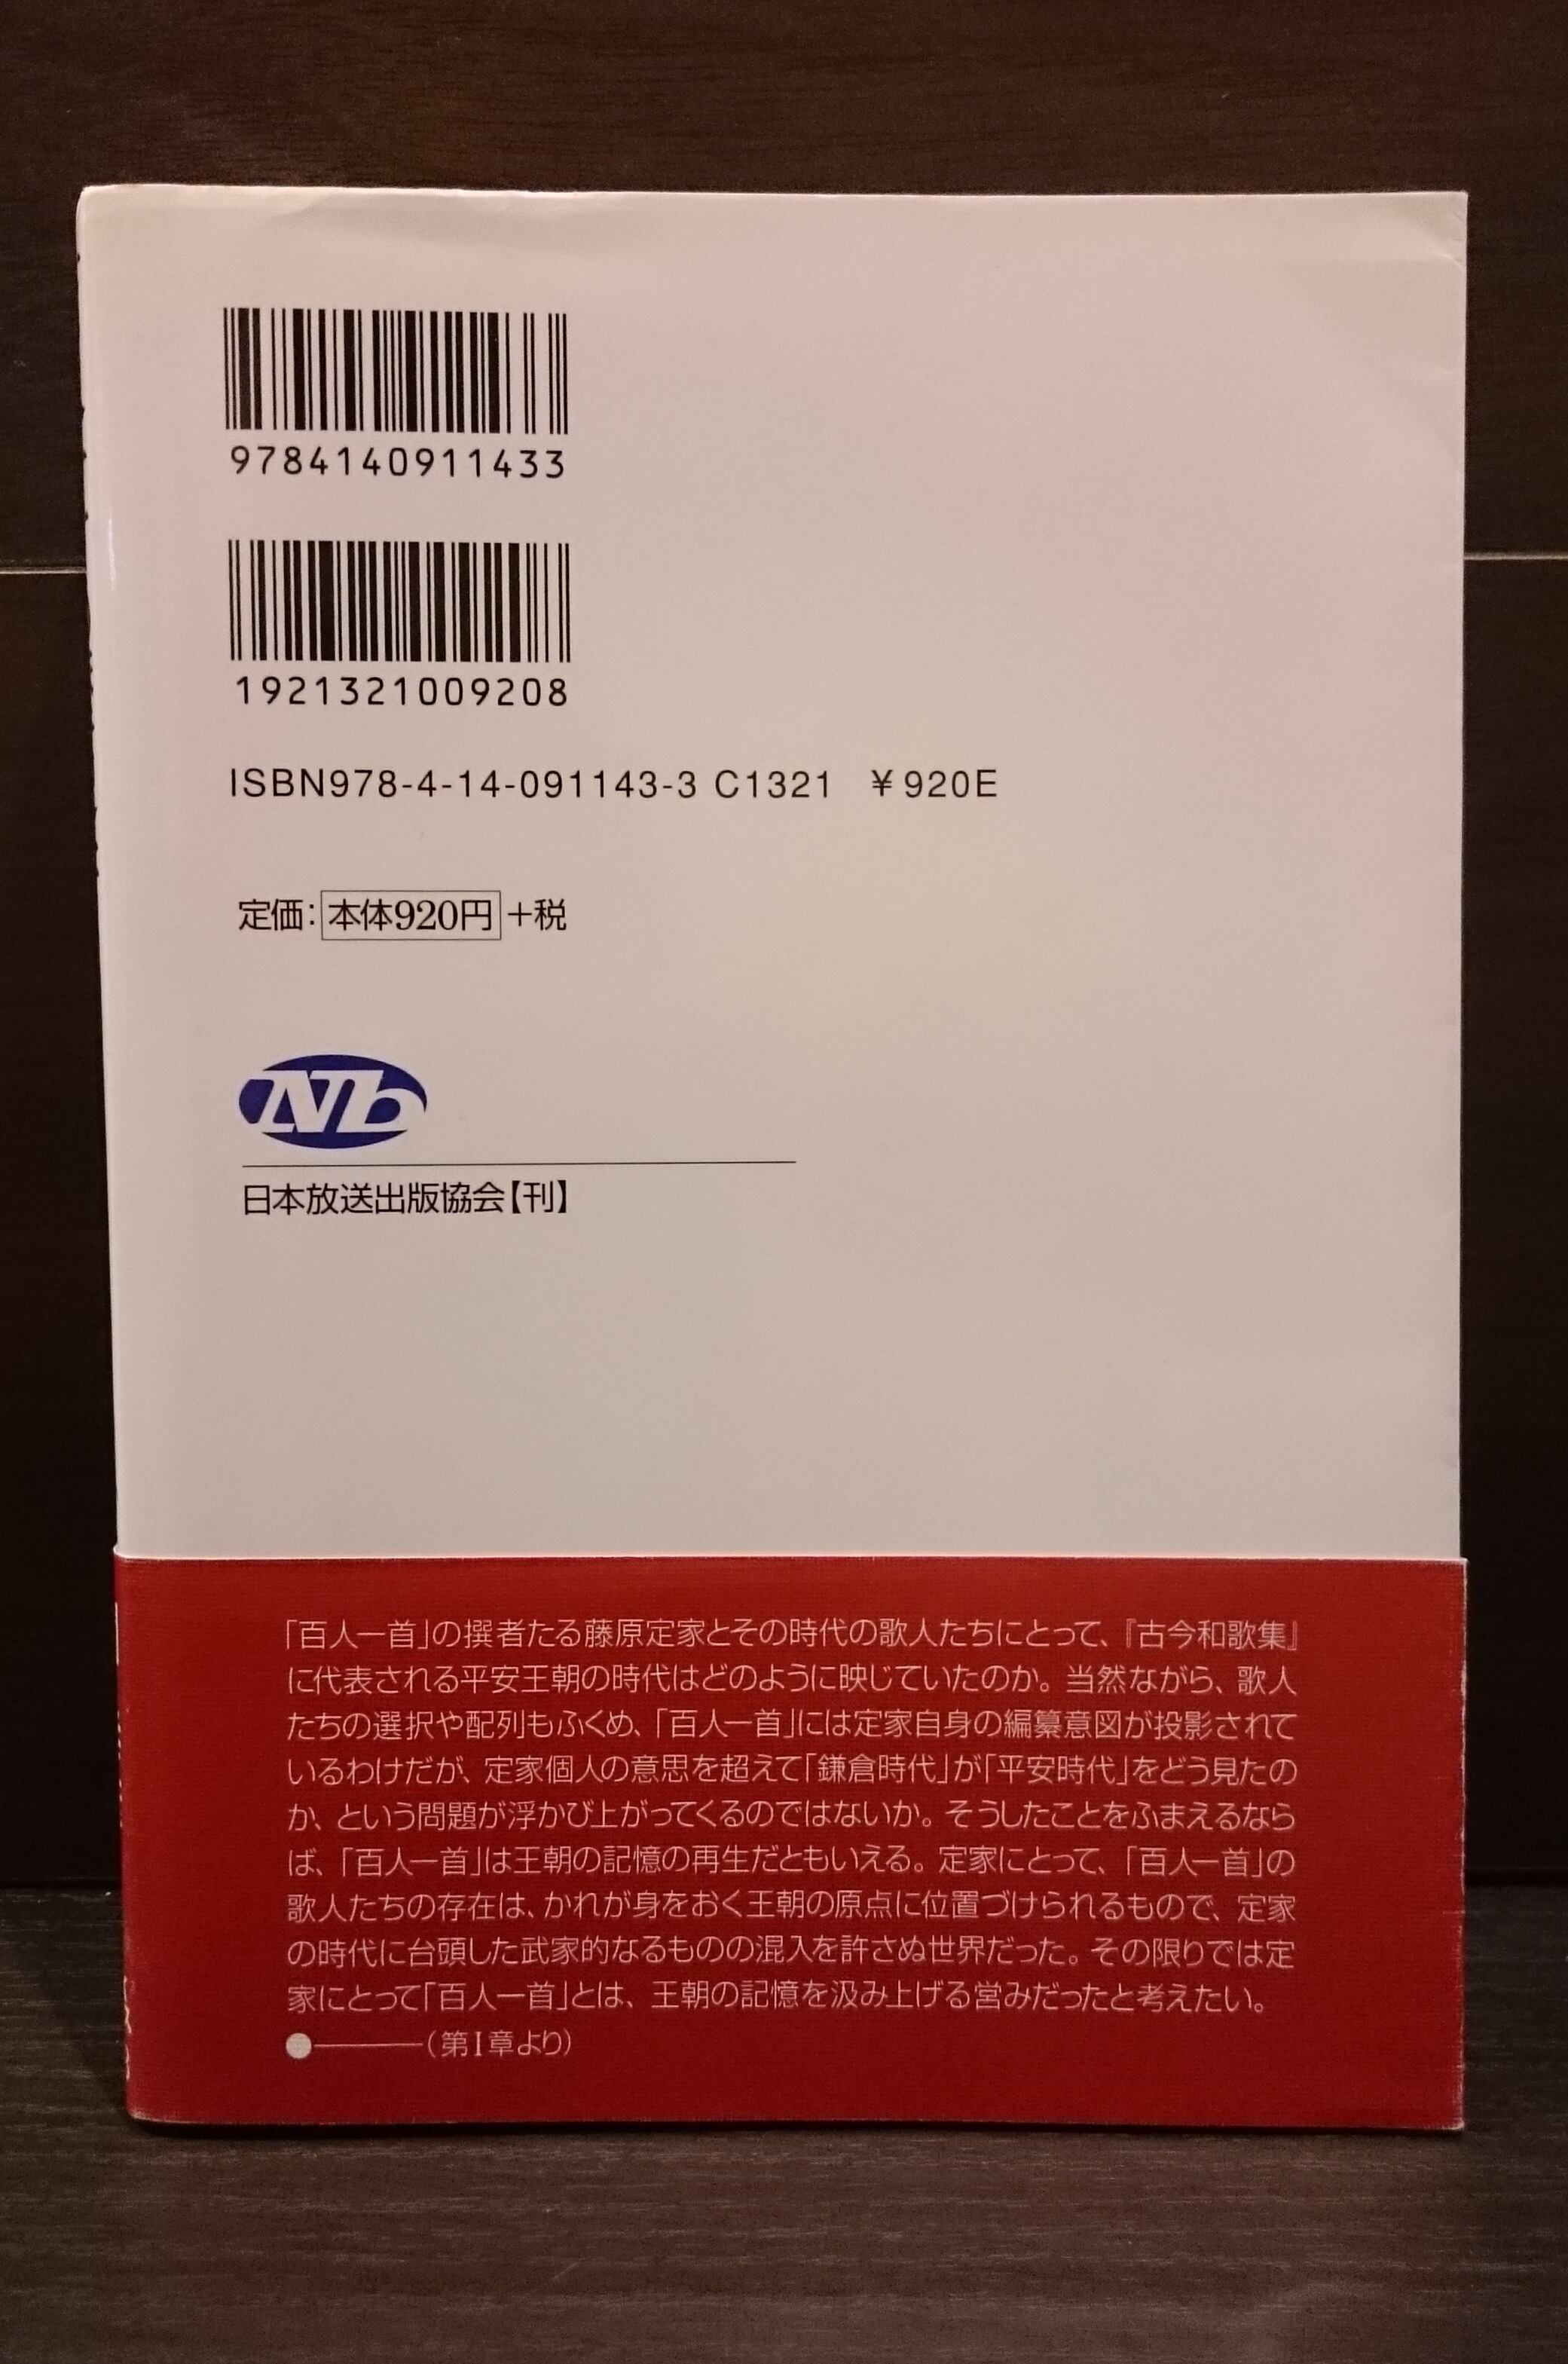 9784140911433
1921321009208
ISBN978-4-14-091143-3 C1321 ¥920E
定価:本体920円+税
Nb
日本放送出版協会【刊】
「百人一首」の撰者たる藤原定家とその時代の歌人たちにとって、『古今和歌集』
に代表される平安王朝の時代はどのように映じていたのか。当然ながら、歌人
たちの選択や配列もふくめ、「百人一首」には定家自身の編纂意図が投影されて
いるわけだが、定家個人の意思を超えて「鎌倉時代」が「平安時代」をどう見たの
か、という問題が浮かび上がってくるのではないか。そうしたことをふまえるなら
ば、「百人一首」は王朝の記憶の再生だともいえる。定家にとって、「百人一首」の
歌人たちの存在は、かれが身をおく王朝の原点に位置づけられるもので、定家
の時代に台頭した武家的なるものの混入を許さぬ世界だった。その限りでは定
家にとって「百人一首」とは、王朝の記憶を汲み上げる営みだったと考えたい。
●———(第I章より)